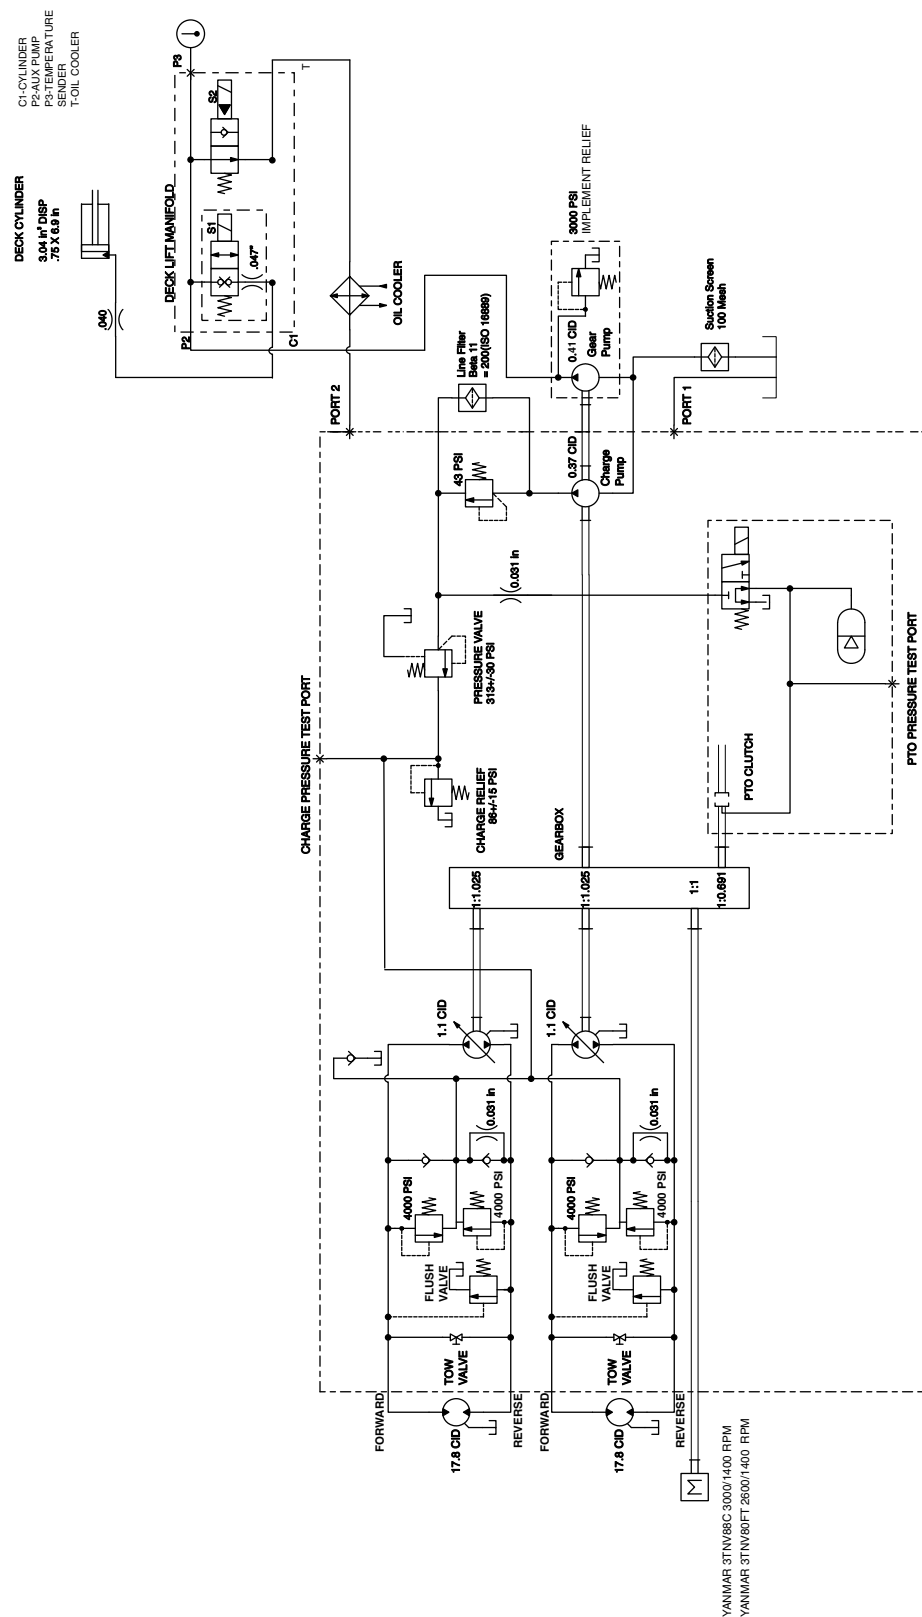 C1-CYLINDER
P2-AUX PUMP
P3-TEMPERATURE
SENDER
T-OIL COOLER
DECK CYLINDER
3.04 in³ DISP
.75 X 6.9 in
.040
P3
S2
DECK LIFT MANIFOLD
S1
.047"
P2
C1
T
OIL COOLER
PORT 2
3000 PSI
IMPLEMENT RELIEF
0.41 CID
Gear
Pump
Line Filter
Beta 11
= 200(ISO 16889)
Suction Screen
100 Mesh
PORT 1
43 PSI
0.37 CID
Charge
Pump
0.031 in
PRESSURE VALVE
313+/-30 PSI
CHARGE PRESSURE TEST PORT
CHARGE RELIEF
86+/-15 PSI
T
PTO CLUTCH
PTO PRESSURE TEST PORT
GEARBOX
1:1.025
1:1.025
1:1
1:0.691
1.1 CID
1.1 CID
0.031 in
0.031 in
4000 PSI
4000 PSI
4000 PSI
4000 PSI
FLUSH
VALVE
FLUSH
VALVE
TOW
VALVE
TOW
VALVE
FORWARD
REVERSE
FORWARD
REVERSE
17.8 CID
17.8 CID
M
YANMAR 3TNV88C 3000/1400 RPM
YANMAR 3TNV80FT 2600/1400 RPM